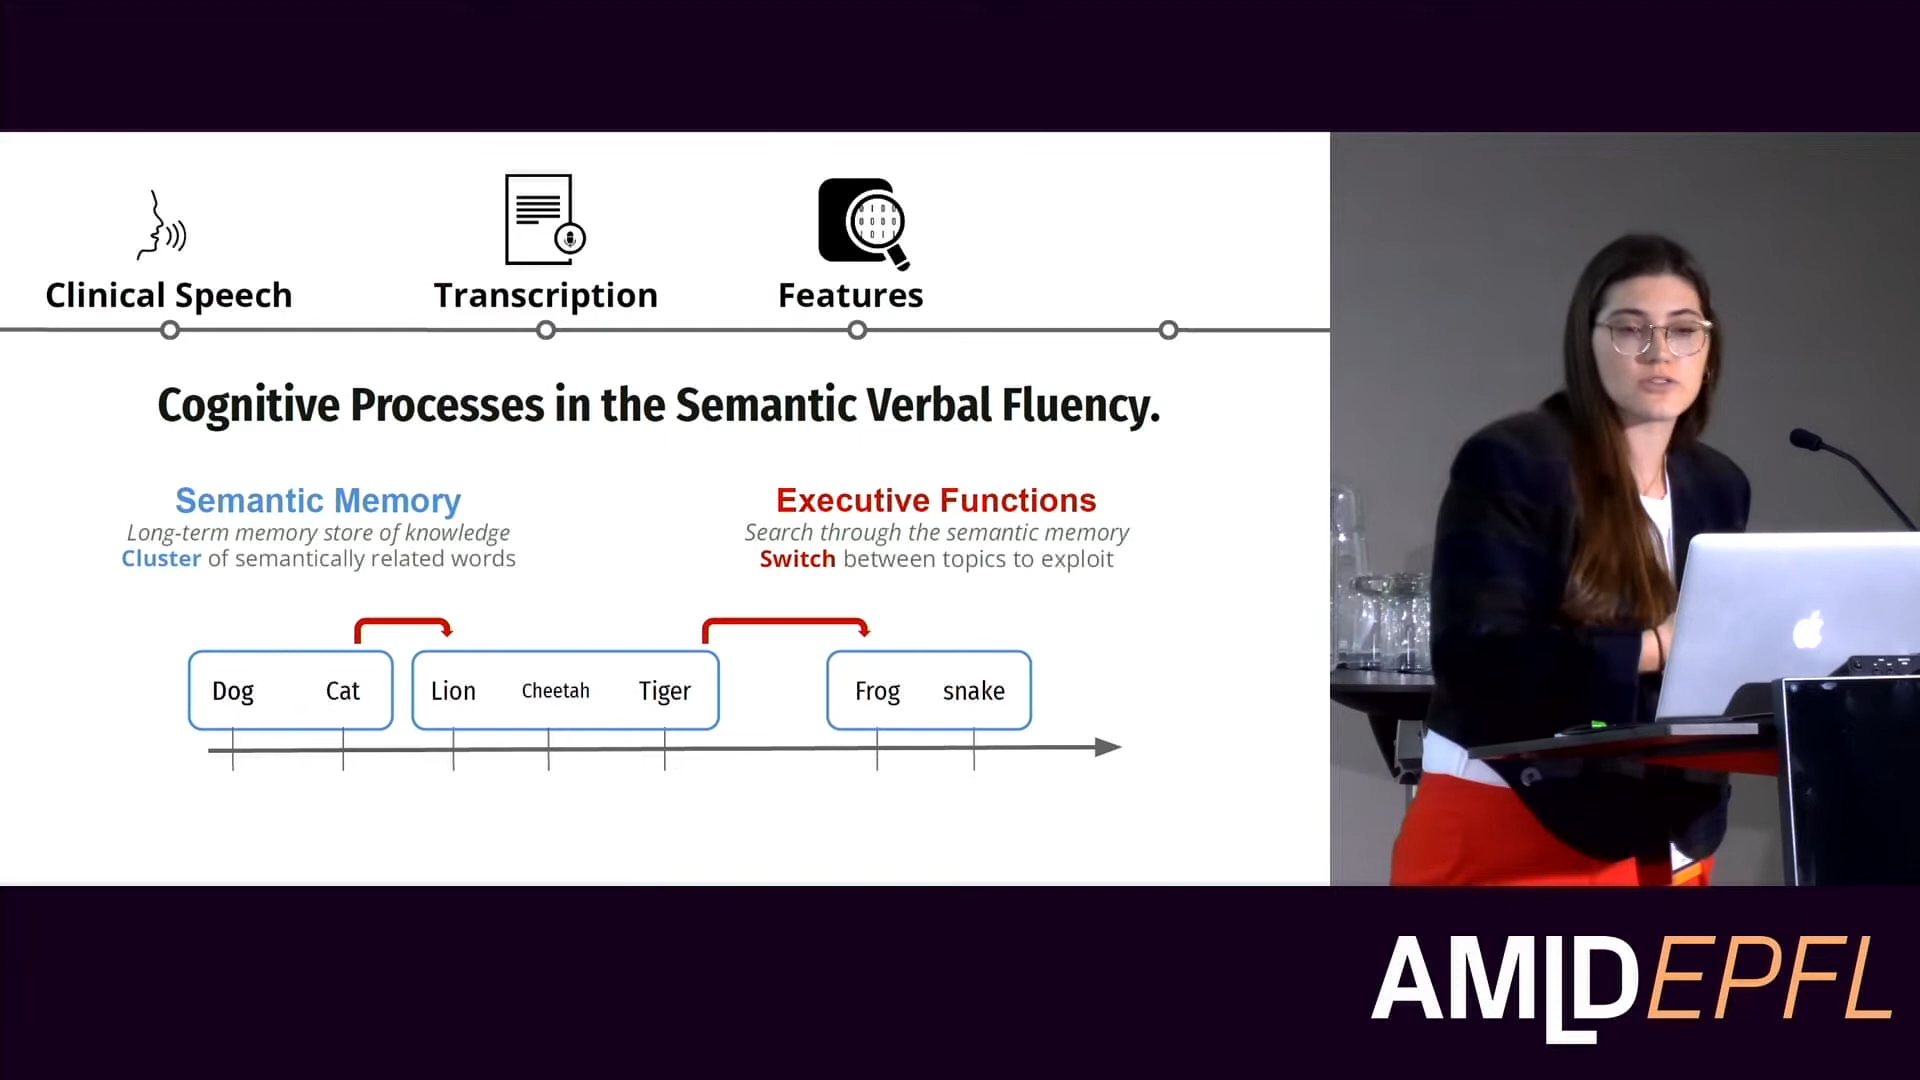 Clinical Speech
Transcription
Features
Cognitive Processes in the Semantic Verbal Fluency.
Semantic Memory
Long-term memory store of knowledge
Cluster of semantically related words
Executive Functions
Search through the semantic memory
Switch between topics to exploit
Dog Cat Lion Cheetah Tiger Frog snake
AMLDEPFL